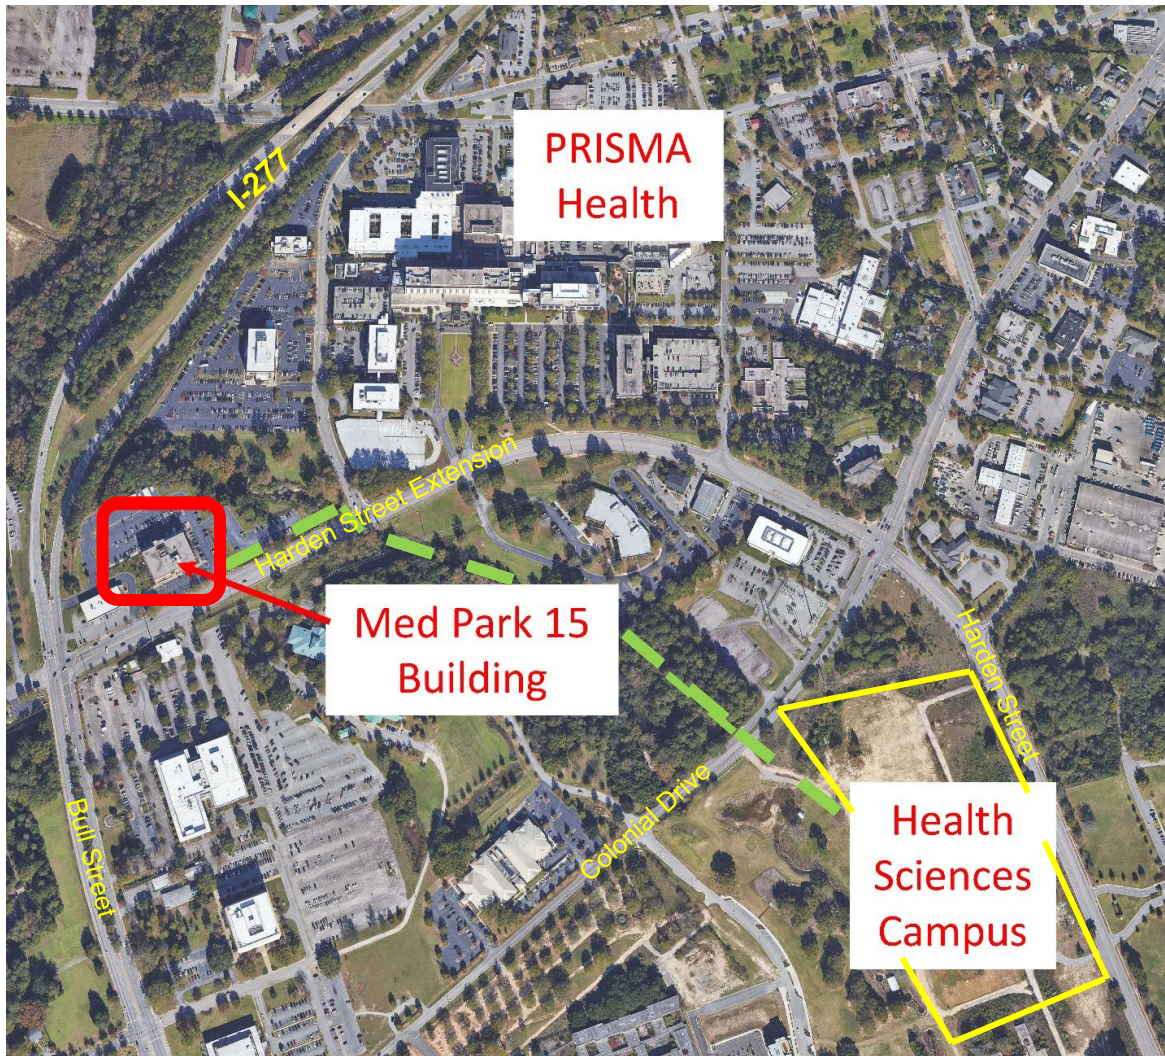 PRISMA
Health
I-277
Harden Street Extension
Med Park 15
Building
Harden Street
Colonial Drive
Bull Street
Health
Sciences
Campus